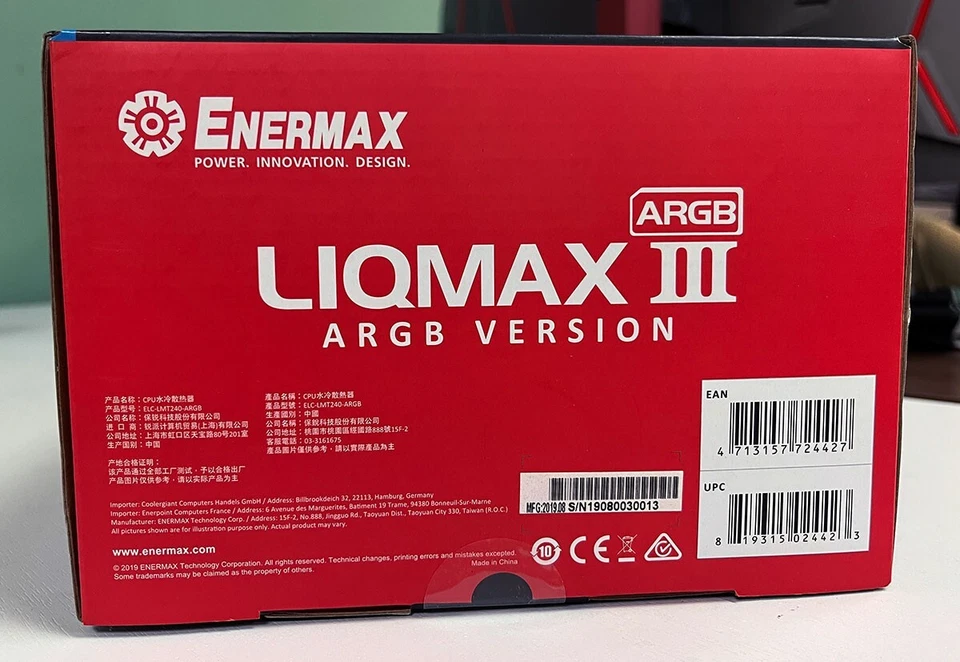 ENERMAX
POWER. INNOVATION. DESIGN.
ARGB
LIQMAX III
ARGB VERSION
产品名称：CPU水冷散热器
产品型号：ELC-LMT240-ARGB
公司名称：保锐科技股份有限公司
进 口 商：锐源计算机贸易(上海)有限公司
公司地址：上海市虹口区天宝路80号201室
生产国别：中国
产地合格证明：
该产品通过全部工厂测试，予以合格出厂
产品图片仅供参考，请以实际产品为主
產品名稱：CPU水冷散熱器
產品型號：ELC-LMT240-ARGB
生產國別：中國
公司名稱：保銳科技股份有限公司
公司地址：桃園市桃園區經國路888號15F-2
客服電話：03-3161675
產品圖片僅供參考，請以實際產品為主
Importer: Coolergiant Computers Handels GmbH / Address: Billbrookdeich 32, 22113, Hamburg, Germany
Importer: Enerpoint Computers France / Address: 6 Avenue des Marguerites, Batiment 19 Trame, 94380 Bonneuil-Sur-Marne
Manufacturer: ENERMAX Technology Corp. / Address: 15F-2, No.888, Jingguo Rd., Taoyuan Dist., Taoyuan City 330, Taiwan (R.O.C.)
All pictures shown are for illustration purpose only. Actual product may vary.
www.enermax.com
© 2019 ENERMAX Technology Corporation. All rights reserved. Technical changes, printing errors and mistakes excepted.
Some trademarks may be claimed as the property of others.
Made in China
MFG:2019.08 S/N19080030013
10 CE
EAN
4 713157 724427
UPC
8 19315 02442 3